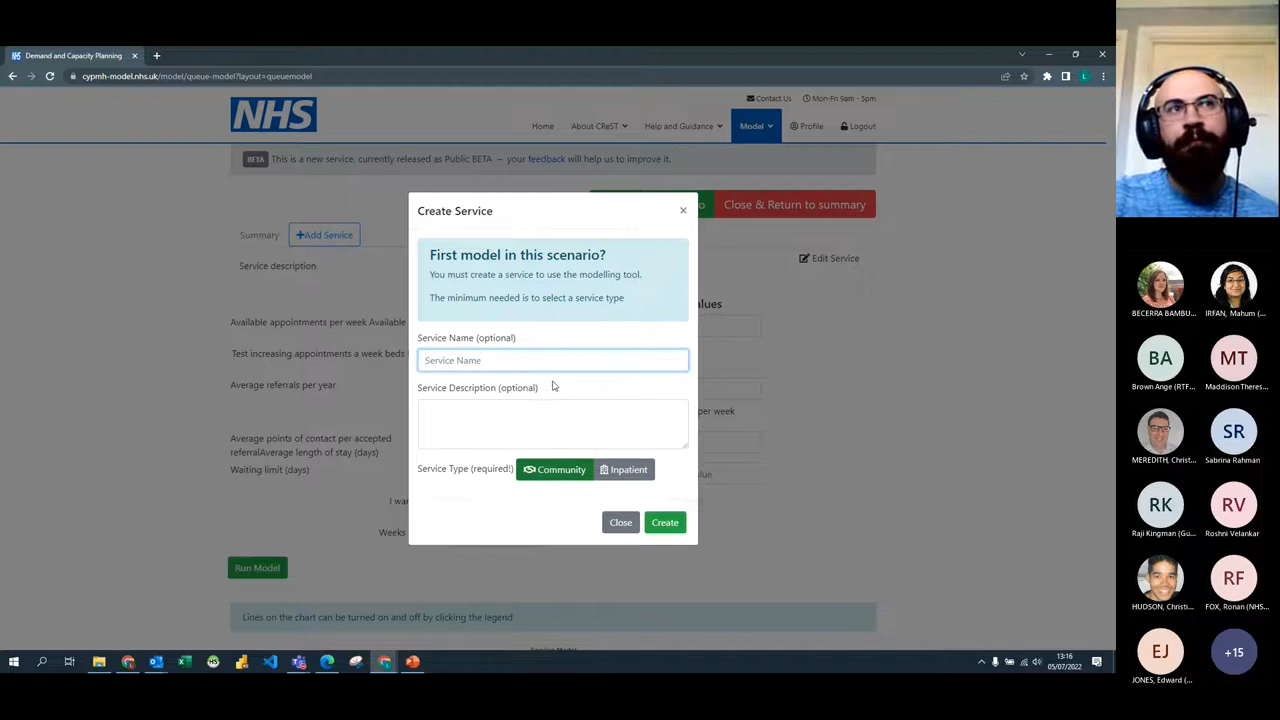 Demand and Capacity Planning
cypmh-model.nhs.uk/model/queue-model?layout=queuemodel
L
NHS
Contact Us
Mon-Fri 9am - 5pm
Home
About CReST
Help and Guidance
Model
Profile
Logout
BETA
This is a new service, currently released as Public BETA – your feedback will help us to improve it.
o
Close & Return to summary
Summary
Add Service
Service description
Edit Service
alues
Available appointments per week Available
Test increasing appointments a week beds
Average referrals per year
per week
Average points of contact per accepted
referralAverage length of stay (days)
Waiting limit (days)
alue
I wa
Weeks
Run Model
Lines on the chart can be turned on and off by clicking the legend
Create Service
×
First model in this scenario?
You must create a service to use the modelling tool.
The minimum needed is to select a service type
Service Name (optional)
Service Name
Service Description (optional)
Service Type (required!)
Community
Inpatient
Close
Create
13:16
05/07/2022
BECERRA BAMBU...
IRFAN, Mahum (...
BA
Brown Ange (RTF...
MT
Maddison Theres...
MEREDITH, Christ...
SR
Sabrina Rahman
RK
Raji Kingman (Gu...
RV
Roshni Velankar
HUDSON, Christi...
RF
FOX, Ronan (NHS...
EJ
JONES, Edward (...
+15